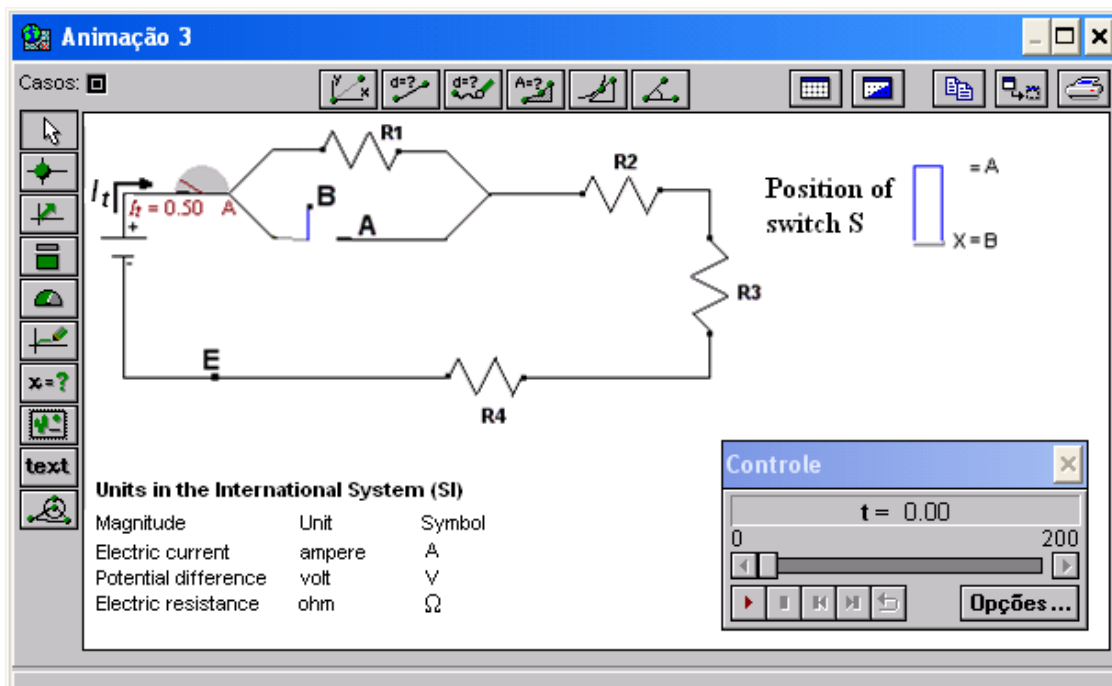 Animação 3
Casos:
y x d=? d=? A=?
R1
R2
I t
It = 0.50 A
+
-
B
A
Position of
switch S
= A
X = B
R3
E
R4
x=?
text
Units in the International System (SI)
Magnitude Unit Symbol
Electric current ampere A
Potential difference volt V
Electric resistance ohm Ω
Controle
t = 0.00
0 200
Opções...